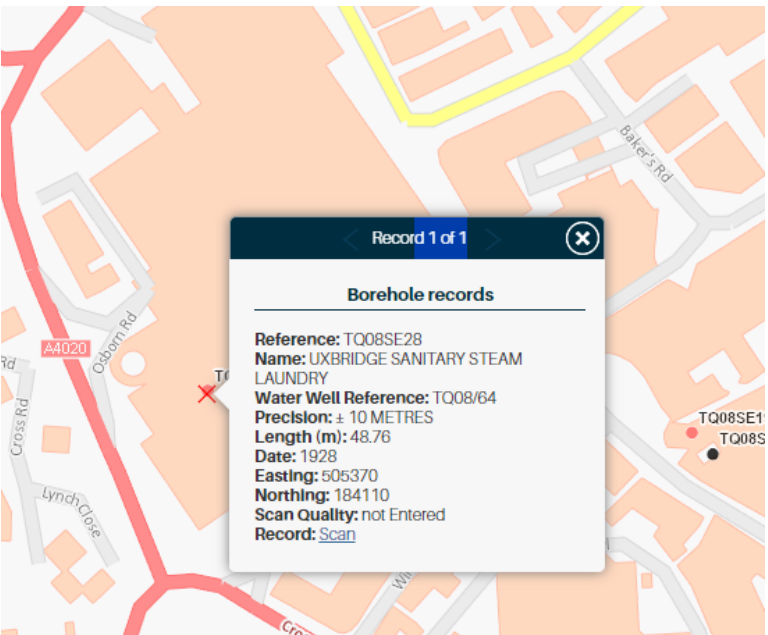 Baker's Rd
Record 1 of 1
Borehole records
Reference: TQ08SE28
Name: UXBRIDGE SANITARY STEAM
LAUNDRY
Water Well Reference: TQ08/64
Precision: ± 10 METRES
Length (m): 48.76
Date: 1928
Easting: 505370
Northing: 184110
Scan Quality: not Entered
Record: Scan
A4020
Osborn Rd
Rd
Cross Rd
Lynch Close
TQ08SE1
TQ08S